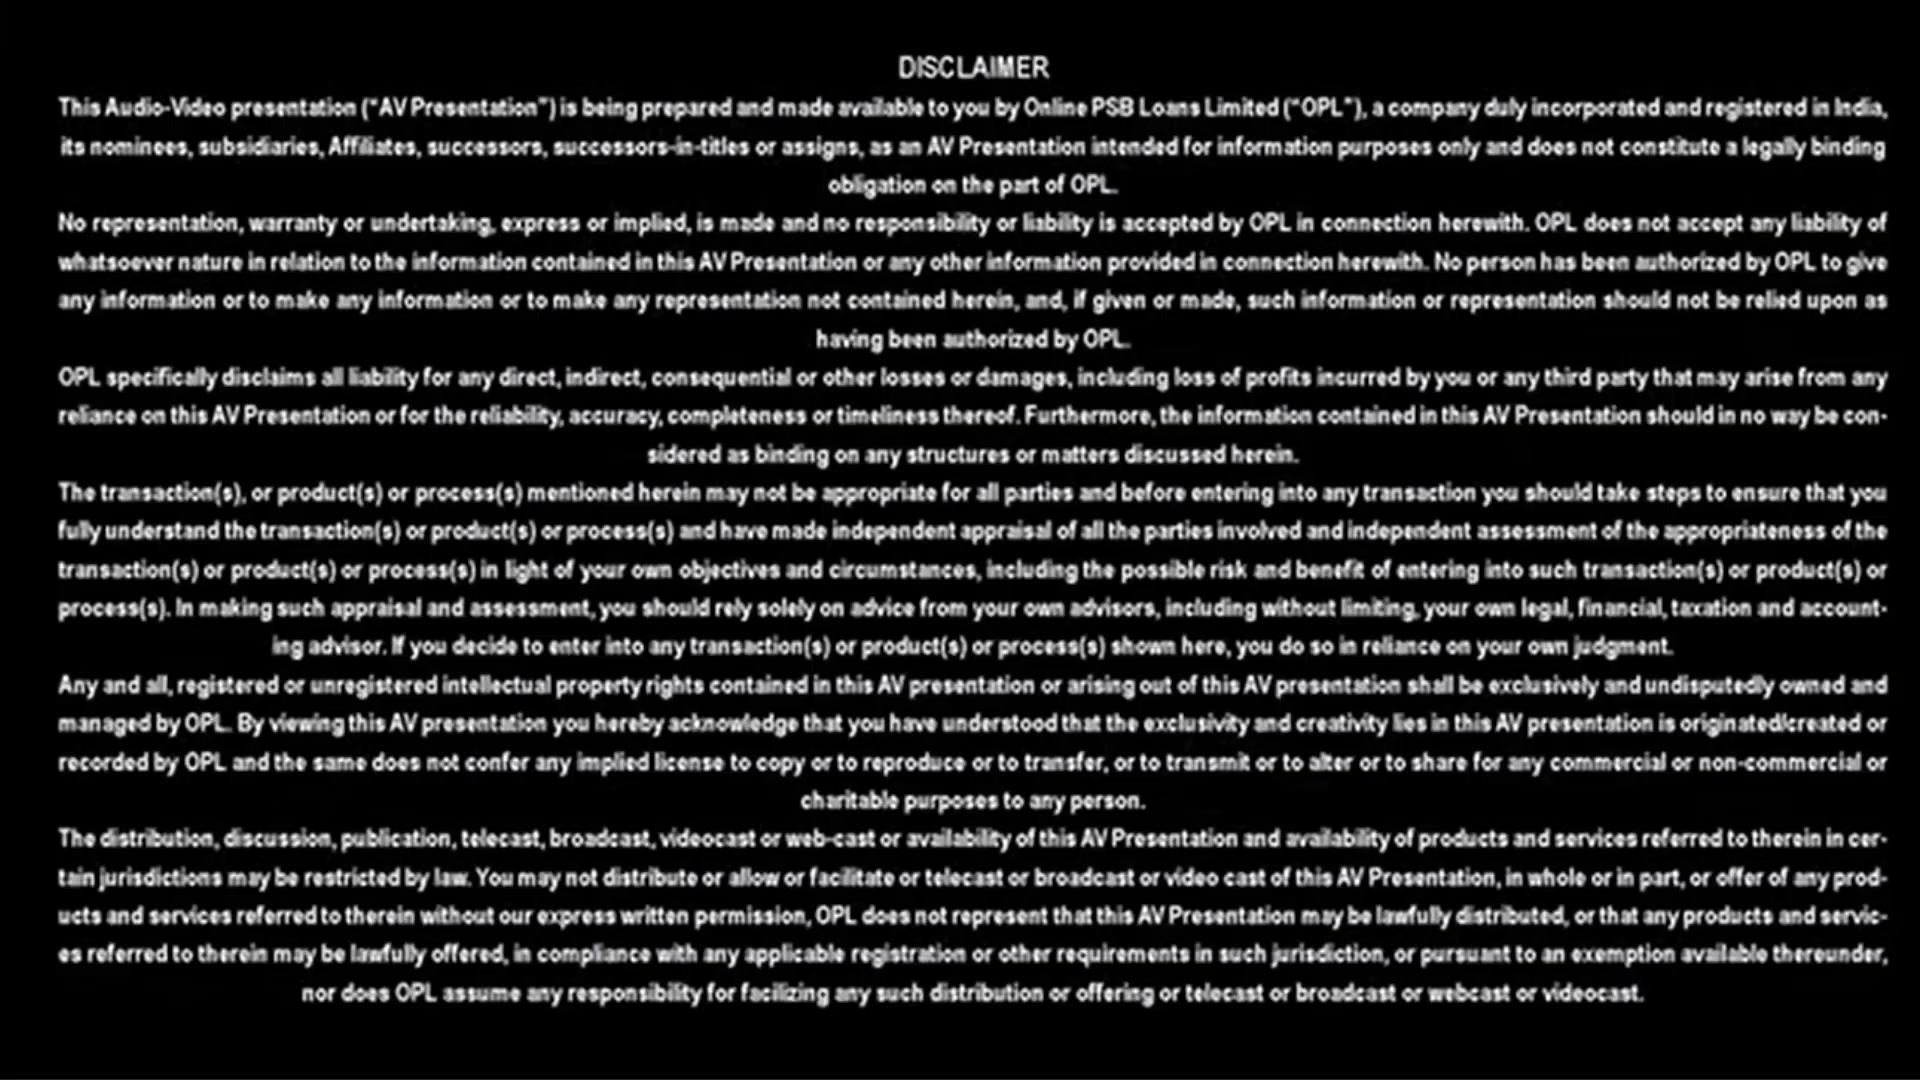 DISCLAIMER
This Audio-Video presentation ("AV Presentation") is being prepared and made available to you by Online PSB Loans Limited ("OPL"), a company duly incorporated and registered in India,
its nominees, subsidiaries, Affiliates, successors, successors-in-titles or assigns, as an AV Presentation intended for information purposes only and does not constitute a legally binding
obligation on the part of OPL.
No representation, warranty or undertaking, express or implied, is made and no responsibility or liability is accepted by OPL in connection herewith. OPL does not accept any liability of
whatsoever nature in relation to the information contained in this AV Presentation or any other information provided in connection herewith. No person has been authorized by OPL to give
any information or to make any information or to make any representation not contained herein, and, if given or made, such information or representation should not be relied upon as
having been authorized by OPL.
OPL specifically disclaims all liability for any direct, indirect, consequential or other losses or damages, including loss of profits incurred by you or any third party that may arise from any
reliance on this AV Presentation or for the reliability, accuracy, completeness or timeliness thereof. Furthermore, the information contained in this AV Presentation should in no way be con-
sidered as binding on any structures or matters discussed herein.
The transaction(s), or product(s) or process(s) mentioned herein may not be appropriate for all parties and before entering into any transaction you should take steps to ensure that you
fully understand the transaction(s) or product(s) or process(s) and have made independent appraisal of all the parties involved and independent assessment of the appropriateness of the
transaction(s) or product(s) or process(s) in light of your own objectives and circumstances, including the possible risk and benefit of entering into such transaction(s) or product(s) or
process(s). In making such appraisal and assessment, you should rely solely on advice from your own advisors, including without limiting, your own legal, financial, taxation and account-
ing advisor. If you decide to enter into any transaction(s) or product(s) or process(s) shown here, you do so in reliance on your own judgment.
Any and all, registered or unregistered intellectual property rights contained in this AV presentation or arising out of this AV presentation shall be exclusively and undisputedly owned and
managed by OPL. By viewing this AV presentation you hereby acknowledge that you have understood that the exclusivity and creativity lies in this AV presentation is originated/created or
recorded by OPL and the same does not confer any implied license to copy or to reproduce or to transfer, or to transmit or to alter or to share for any commercial or non-commercial or
charitable purposes to any person.
The distribution, discussion, publication, telecast, broadcast, videocast or web-cast or availability of this AV Presentation and availability of products and services referred to therein in cer-
tain jurisdictions may be restricted by law. You may not distribute or allow or facilitate or telecast or broadcast or video cast of this AV Presentation, in whole or in part, or offer of any prod-
ucts and services referred to therein without our express written permission, OPL does not represent that this AV Presentation may be lawfully distributed, or that any products and servic-
es referred to therein may be lawfully offered, in compliance with any applicable registration or other requirements in such jurisdiction, or pursuant to an exemption available thereunder,
nor does OPL assume any responsibility for facilizing any such distribution or offering or telecast or broadcast or webcast or videocast.